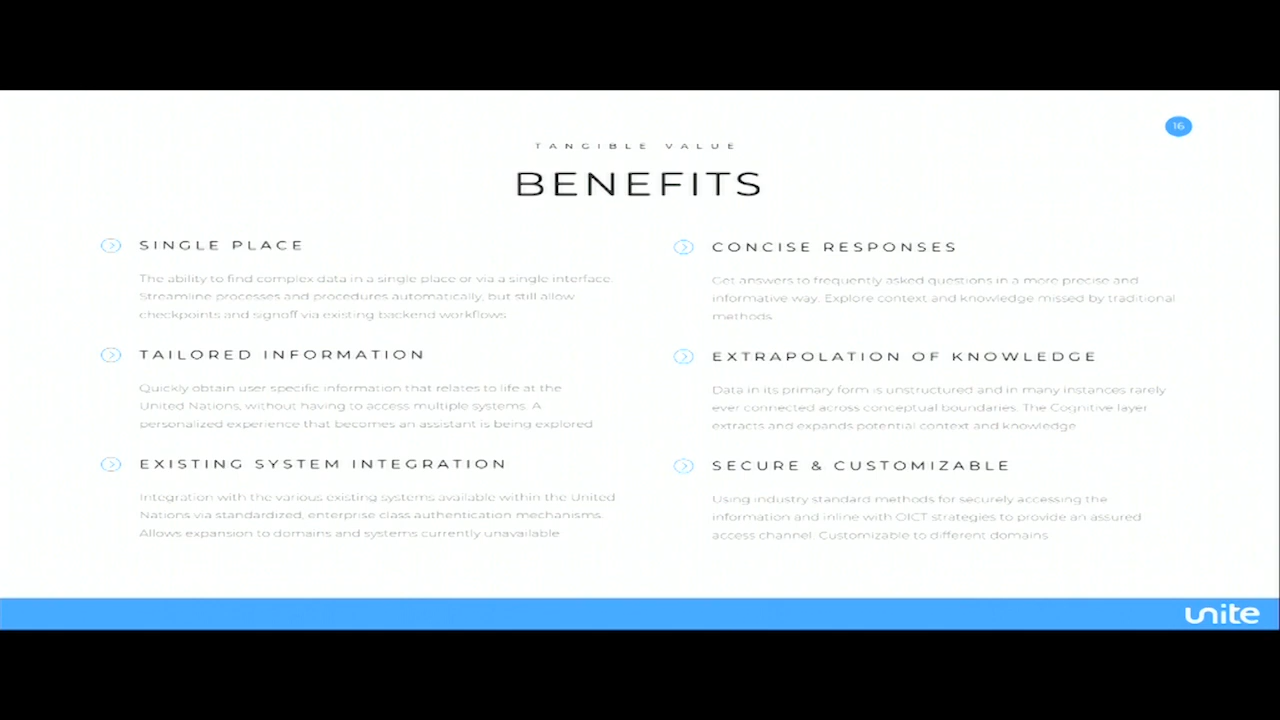 16
TANGIBLE VALUE
BENEFITS
SINGLE PLACE
The ability to find complex data in a single place or via a single interface.
Streamline processes and procedures automatically, but still allow
checkpoints and signoff via existing backend workflows.
TAILORED INFORMATION
Quickly obtain user specific information that relates to life at the
United Nations, without having to access multiple systems. A
personalized experience that becomes an assistant is being explored
EXISTING SYSTEM INTEGRATION
Integration with the various existing systems available within the United
Nations via standardized, enterprise class authentication mechanisms.
Allows expansion to domains and systems currently unavailable
CONCISE RESPONSES
Get answers to frequently asked questions in a more precise and
informative way. Explore context and knowledge missed by traditional
methods.
EXTRAPOLATION OF KNOWLEDGE
Data in its primary form is unstructured and in many instances rarely
ever connected across conceptual boundaries. The Cognitive layer
extracts and expands potential context and knowledge.
SECURE & CUSTOMIZABLE
Using industry standard methods for securely accessing the
information and inline with OICT strategies to provide an assured
access channel. Customizable to different domains
unite